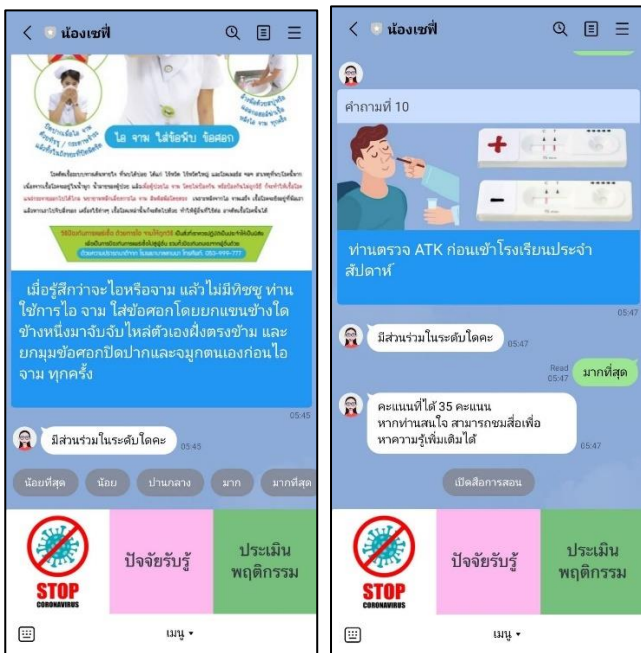 น้องเซฟี่
ปิดปากเมื่อไอ จาม
ไอ จาม ใส่ข้อพับ ข้อศอก
เมื่อรู้สึกว่าจะไอหรือจาม แล้วไม่มีทิชชู ท่าน
ใช้การไอ จาม ใส่ข้อศอกโดยยกแขนข้างใด
ข้างหนึ่งมาจับจับไหล่ตัวเองฝั่งตรงข้าม และ
ยกมุมข้อศอกปิดปากและจมูกตนเองก่อนไอ
จาม ทุกครั้ง
05:45
มีส่วนร่วมในระดับใดคะ
05:45
น้อยที่สุด
น้อย
ปานกลาง
มาก
มากที่สุด
STOP
CORONAVIRUS
ปัจจัยรับรู้
ประเมิน
พฤติกรรม
เมนู
น้องเซฟี่
คำถามที่ 10
ท่านตรวจ ATK ก่อนเข้าโรงเรียนประจำ
สัปดาห์
05:47
มีส่วนร่วมในระดับใดคะ
05:47
Read
05:47
มากที่สุด
คะแนนที่ได้ 35 คะแนน
หากท่านสนใจ สามารถชมสื่อเพื่อ
หาความรู้เพิ่มเติมได้
05:47
เปิดสื่อการสอน
STOP
CORONAVIRUS
ปัจจัยรับรู้
ประเมิน
พฤติกรรม
เมนู